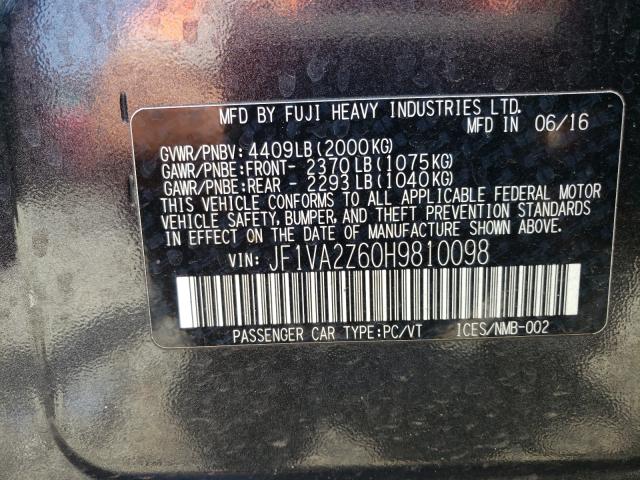 MFD BY FUJI HEAVY INDUSTRIES LTD.
MFD IN 06/16
GVWR/PNBV: 4409LB (2000KG)
GAWR/PNBE:FRONT- 2370LB (1075KG)
GAWR/PNBE:REAR - 2293LB (1040KG)
THIS VEHICLE CONFORMS TO ALL APPLICABLE FEDERAL MOTOR
VEHICLE SAFETY, BUMPER, AND THEFT PREVENTION STANDARDS
IN EFFECT ON THE DATE OF MANUFACTURE SHOWN ABOVE.
VIN: JF1VA2Z60H9810098
PASSENGER CAR TYPE:PC/VT ICES/NMB-002